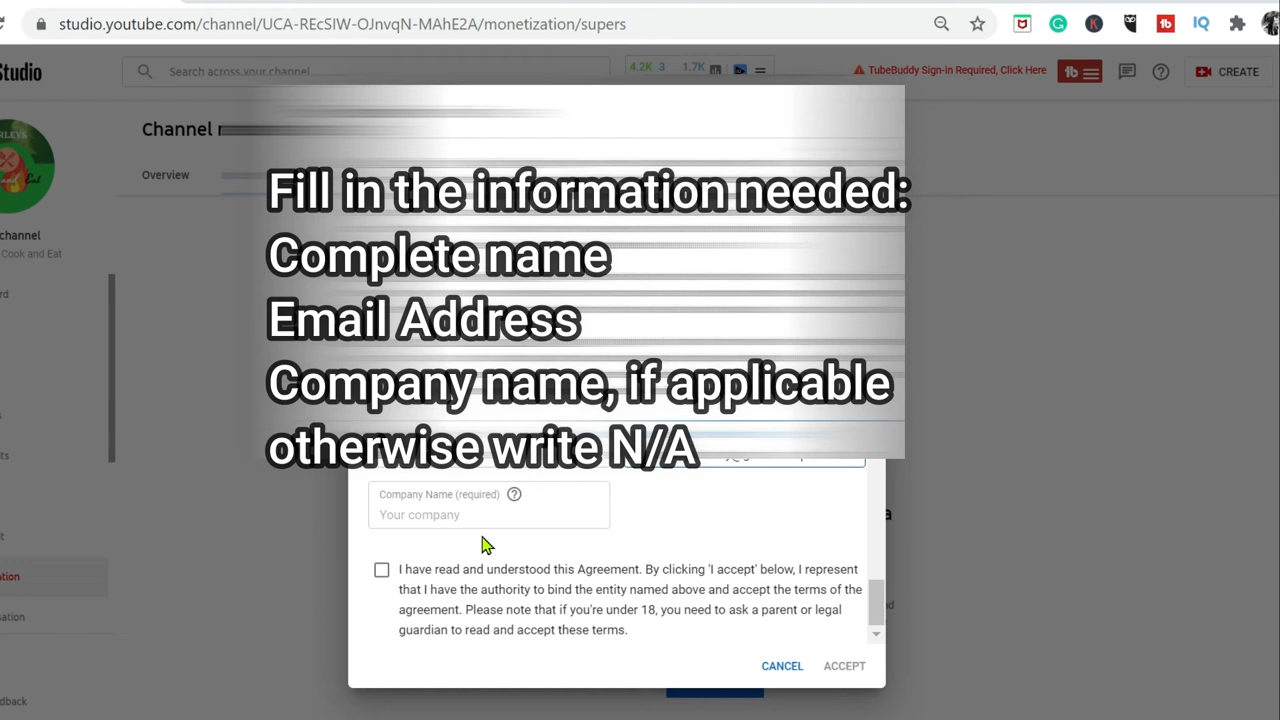 studio.youtube.com/channel/UCA-REcSIW-OJnvqN-MAhE2A/monetization/supers
Studio
Search across your channel
4.2K 3 1.7K
TubeBuddy Sign-in Required, Click Here
CREATE
Channel
Overview
channel
Cook and Eat
Fill in the information needed:
Complete name
Email Address
Company name, if applicable
otherwise write N/A
Company Name (required)
Your company
I have read and understood this Agreement. By clicking 'I accept' below, I represent
that I have the authority to bind the entity named above and accept the terms of the
agreement. Please note that if you're under 18, you need to ask a parent or legal
guardian to read and accept these terms.
CANCEL ACCEPT